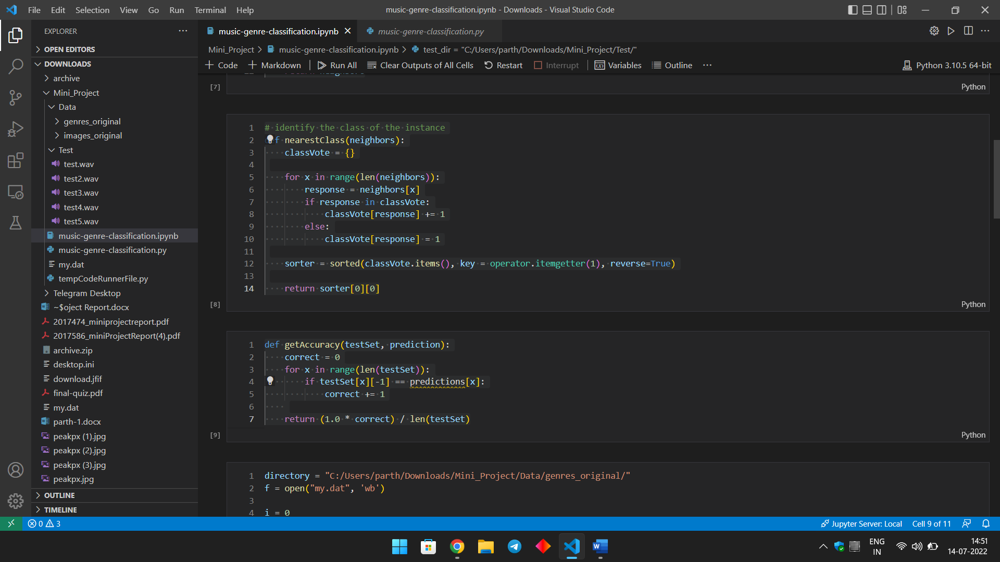 File Edit Selection View Go Run Terminal Help
music-genre-classification.ipynb - Downloads - Visual Studio Code
EXPLORER
OPEN EDITORS
DOWNLOADS
archive
Mini_Project
Data
genres_original
images_original
Test
test.wav
test2.wav
test3.wav
test4.wav
test5.wav
music-genre-classification.ipynb
music-genre-classification.py
my.dat
tempCodeRunnerFile.py
Telegram Desktop
~$oject Report.docx
2017474_miniprojectreport.pdf
2017586_miniProjectReport(4).pdf
archive.zip
desktop.ini
download.jfif
final-quiz.pdf
my.dat
parth-1.docx
peakpx (1).jpg
peakpx (2).jpg
peakpx (3).jpg
peakpx.jpg
OUTLINE
TIMELINE
music-genre-classification.ipynb
music-genre-classification.py
Mini_Project > music-genre-classification.ipynb > test_dir = "C:/Users/parth/Downloads/Mini_Project/Test/"
Code Markdown Run All Clear Outputs of All Cells Restart Interrupt Variables Outline ···
Python 3.10.5 64-bit
[7]
Python
1 # identify the class of the instance
2 def nearestClass(neighbors):
3 classVote = {}
4
5 for x in range(len(neighbors)):
6 response = neighbors[x]
7 if response in classVote:
8 classVote[response] += 1
9 else:
10 classVote[response] = 1
11
12 sorter = sorted(classVote.items(), key = operator.itemgetter(1), reverse=True)
13
14 return sorter[0][0]
[8]
Python
1 def getAccuracy(testSet, prediction):
2 correct = 0
3 for x in range(len(testSet)):
4 if testSet[x][-1] == predictions[x]:
5 correct += 1
6
7 return (1.0 * correct) / len(testSet)
[9]
Python
1 directory = "C:/Users/parth/Downloads/Mini_Project/Data/genres_original/"
2 f = open("my.dat", 'wb')
3
4 i = 0
0 3
Jupyter Server: Local
Cell 9 of 11
ENG
IN
14:51
14-07-2022